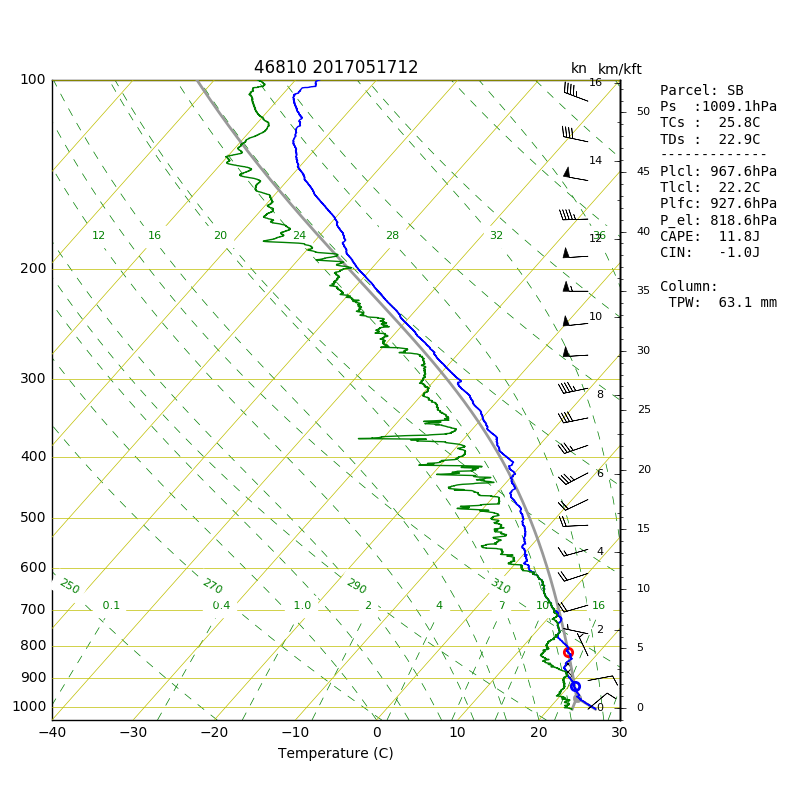 46810 2017051712
kn km/kft
Parcel: SB
Ps  :1009.1hPa
TCs :  25.8C
TDs :  22.9C
-------------
Plcl: 967.6hPa
Tlcl:  22.2C
Plfc: 927.6hPa
P_el: 818.6hPa
CAPE:  11.8J
CIN:   -1.0J
Column:
TPW:  63.1 mm
100
200
300
400
500
600
700
800
900
1000
12 16 20 24 28 32 36
250 270 290 310
0.1 0.4 1.0 2 4 7 10 16
16
14
12
10
8
6
4
2
0
50
45
40
35
30
25
20
15
10
5
0
−40 −30 −20 −10 0 10 20 30
Temperature (C)